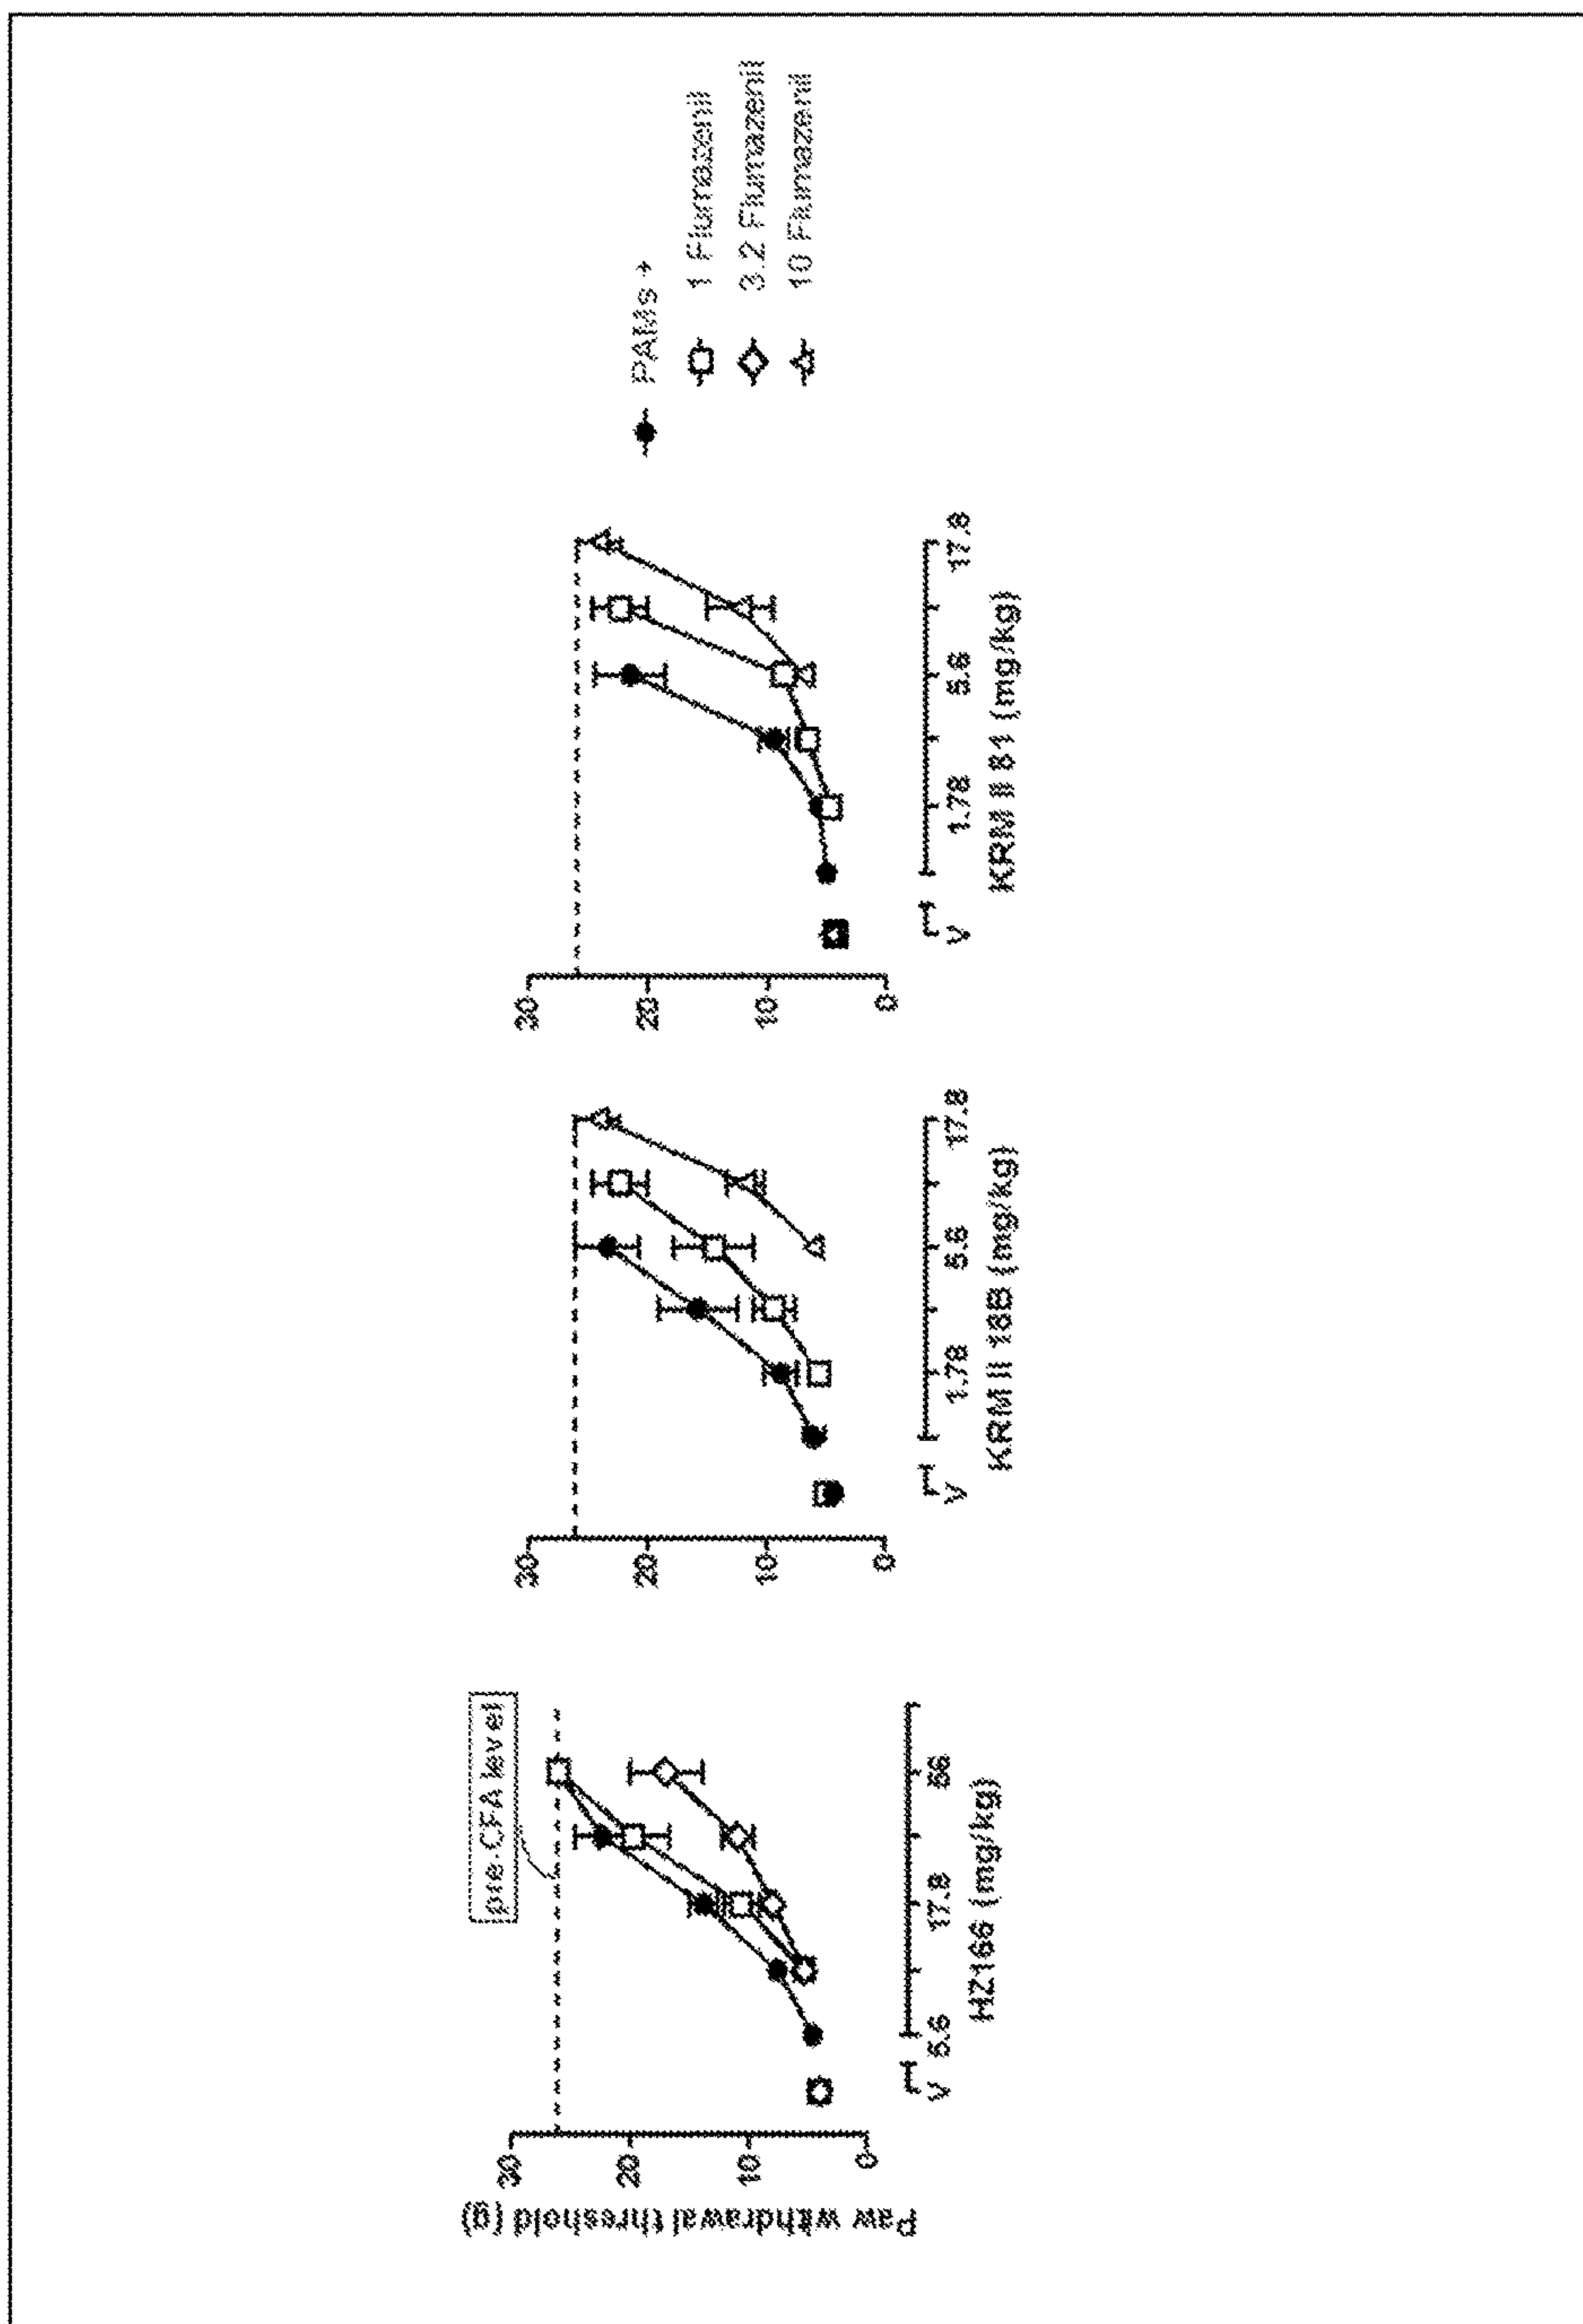 Paw withdrawal threshold (g)
30
20
10
0
pre-CFA level
V
5.6
17.8
56
HZ166 (mg/kg)
30
20
10
0
V
1.78
5.6
17.8
KRM II 18B (mg/kg)
30
20
10
0
V
1.78
5.6
17.8
KRM II 81 (mg/kg)
PAMs +
1 Flumazenil
3.2 Flumazenil
10 Flumazenil